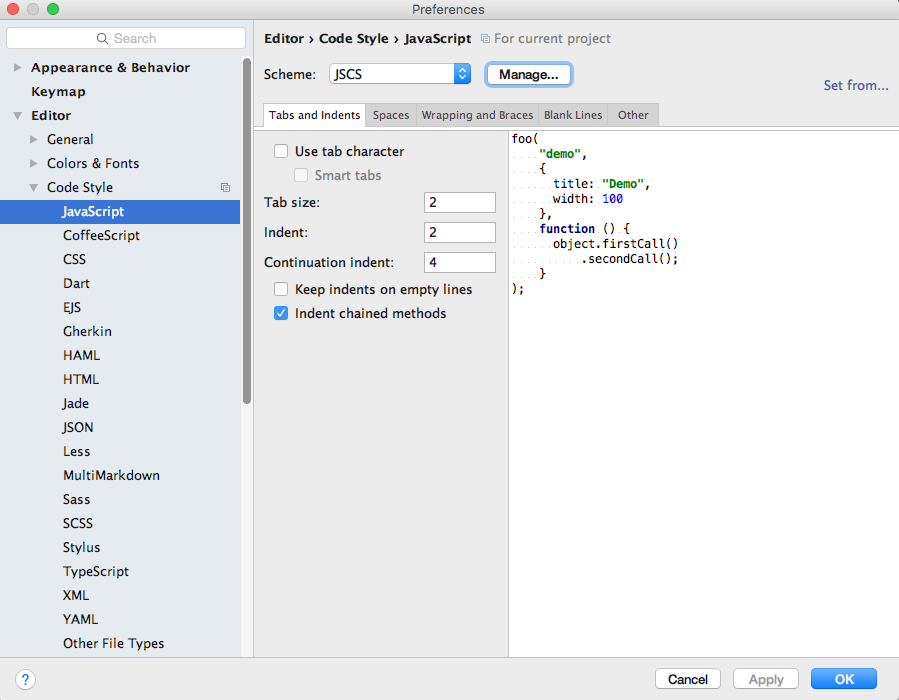 Preferences
Search
Appearance & Behavior
Keymap
Editor
General
Colors & Fonts
Code Style
JavaScript
CoffeeScript
CSS
Dart
EJS
Gherkin
HAML
HTML
Jade
JSON
Less
MultiMarkdown
Sass
SCSS
Stylus
TypeScript
XML
YAML
Other File Types
Editor › Code Style › JavaScript For current project
Scheme: JSCS Manage...
Set from...
Tabs and Indents Spaces Wrapping and Braces Blank Lines Other
Use tab character
Smart tabs
Tab size: 2
Indent: 2
Continuation indent: 4
Keep indents on empty lines
Indent chained methods
foo(
    "demo",
    {
      title: "Demo",
      width: 100
    },
    function () {
      object.firstCall()
          .secondCall();
    }
);
? Cancel Apply OK